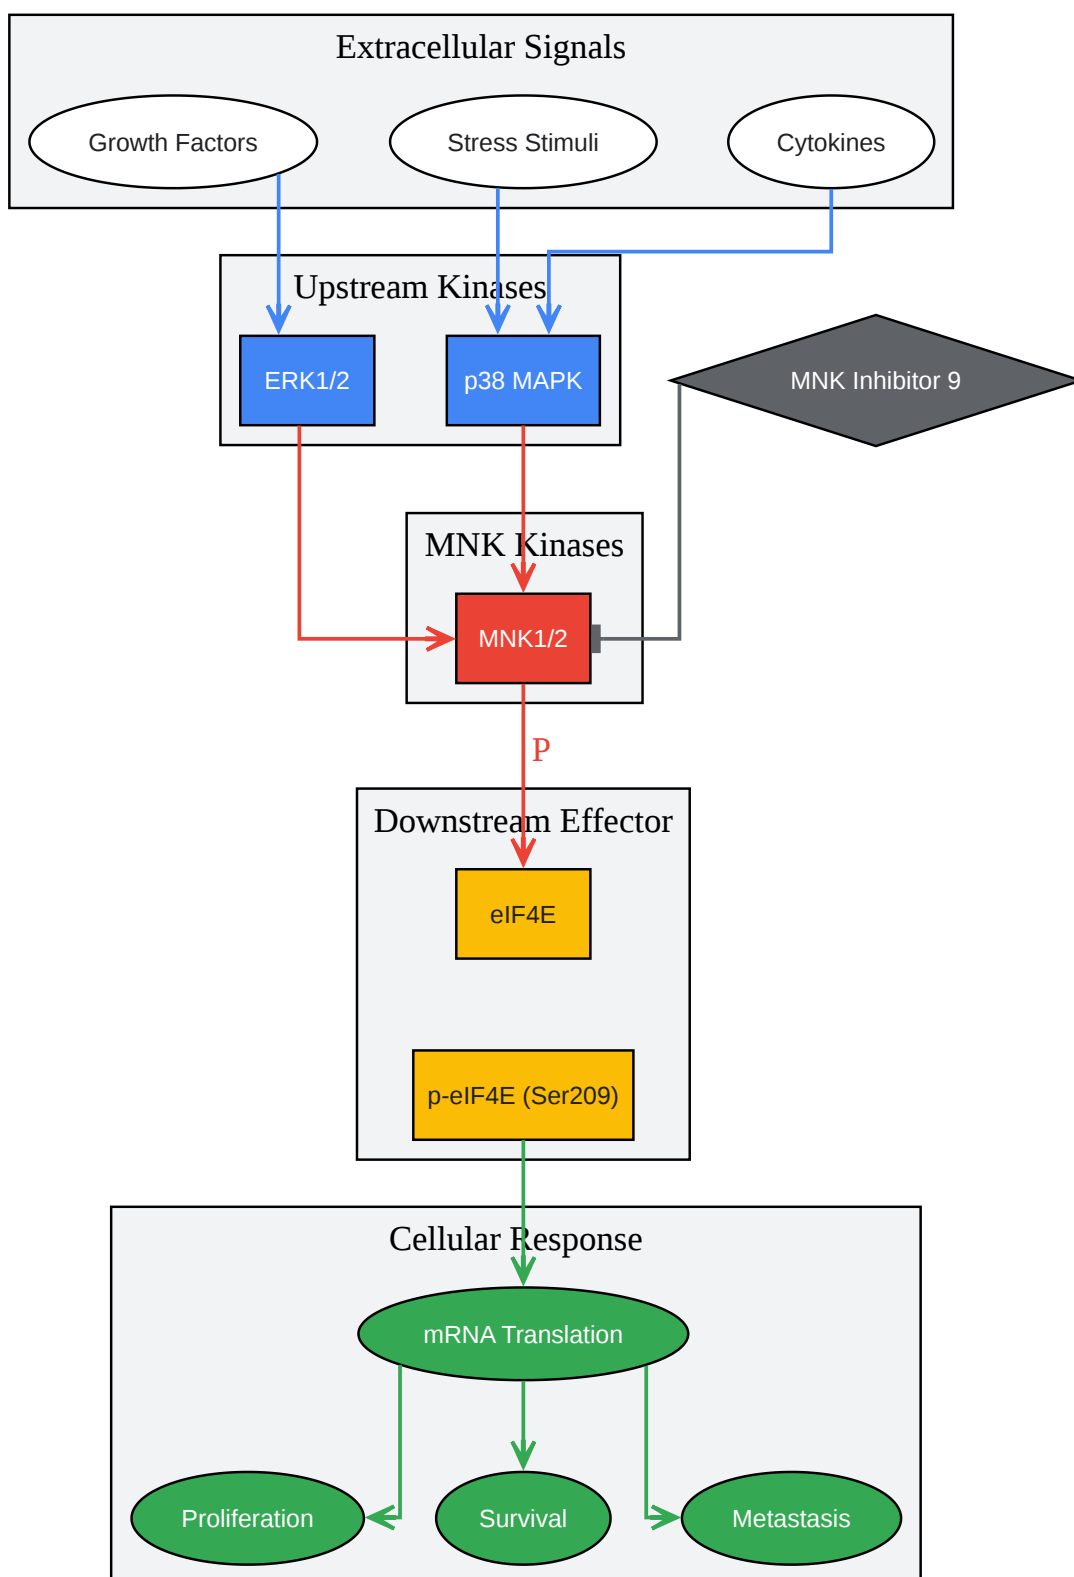 Extracellular Signals
Growth Factors
Stress Stimuli
Cytokines
Upstream Kinases
ERK1/2
p38 MAPK
MNK Inhibitor 9
MNK Kinases
MNK1/2
P
Downstream Effector
eIF4E
p-eIF4E (Ser209)
Cellular Response
mRNA Translation
Proliferation
Survival
Metastasis